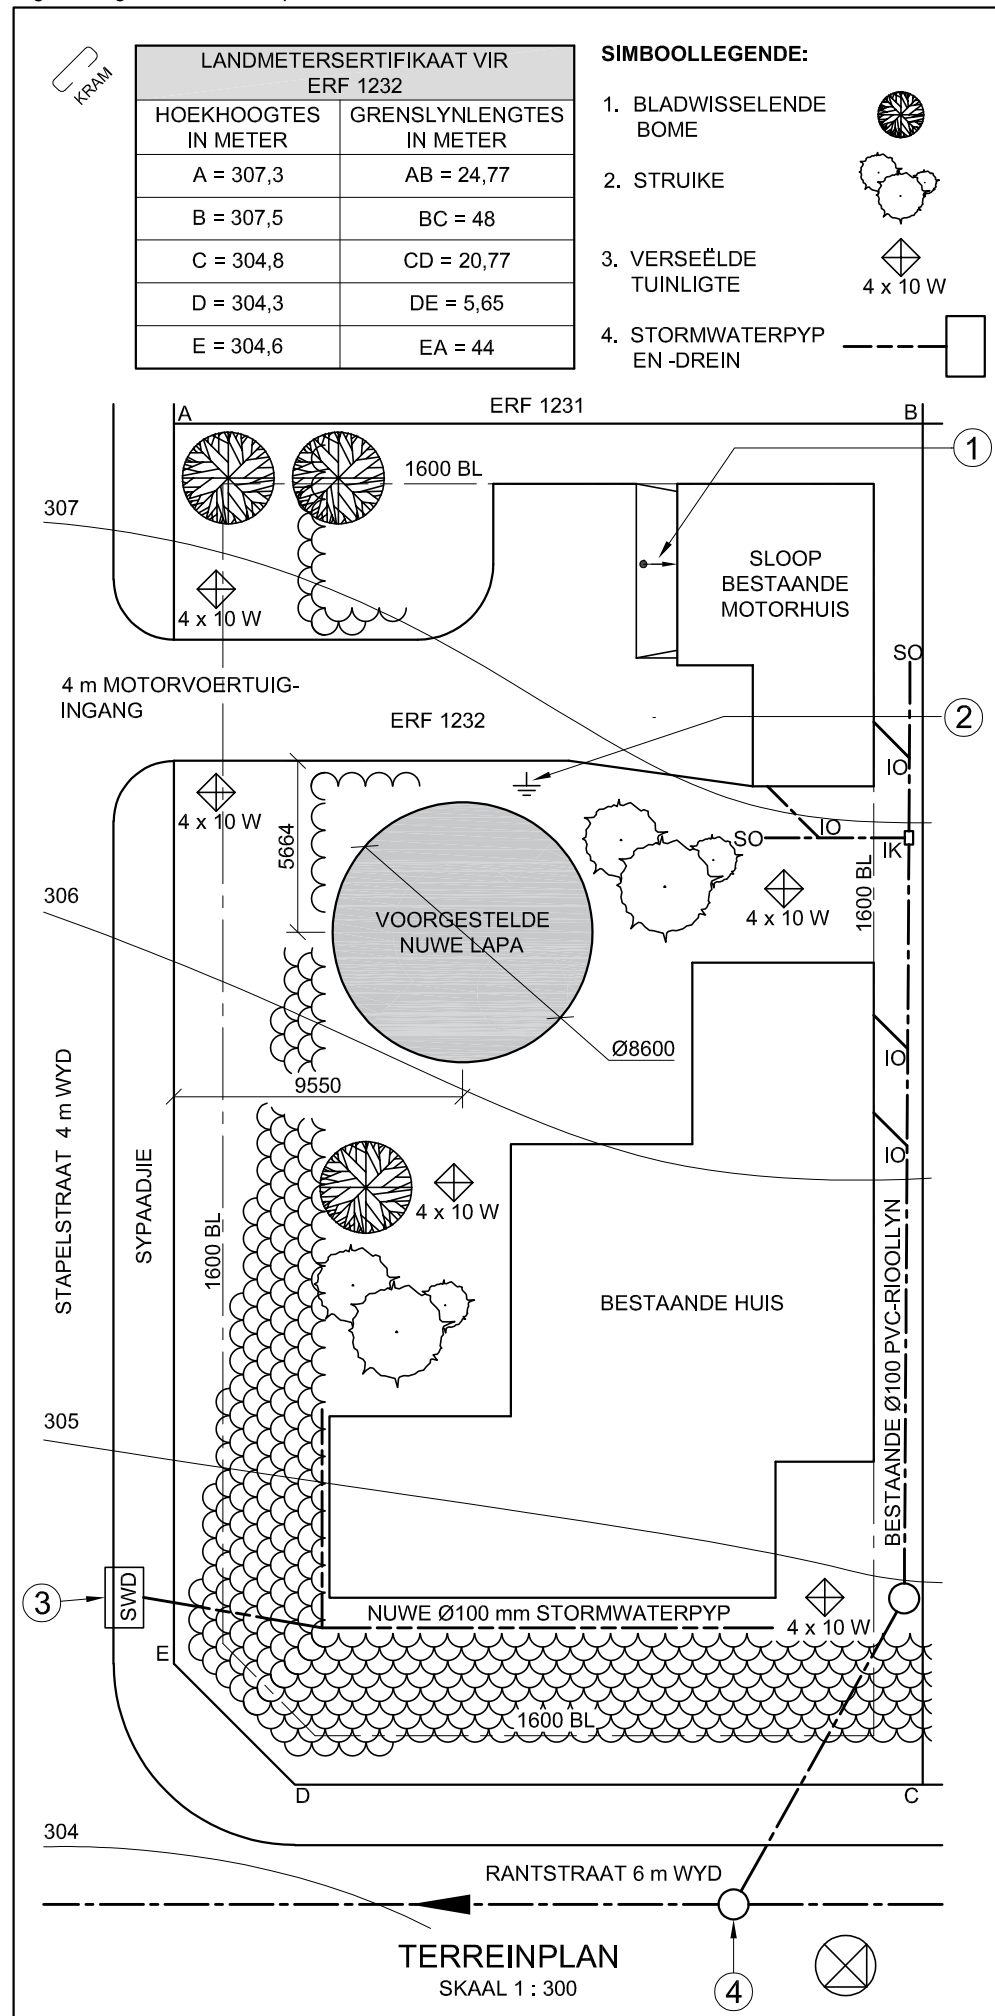 KRAM
LANDMETERSERTIFIKAAT VIR
ERF 1232
HOEKHOOGTES
IN METER
GRENSLYNLENGTES
IN METER
A = 307,3
AB = 24,77
B = 307,5
BC = 48
C = 304,8
CD = 20,77
D = 304,3
DE = 5,65
E = 304,6
EA = 44
SIMBOOLLEGENDE:
1. BLADWISSELENDE
BOME
2. STRUIKE
3. VERSEËLDE
TUINLIGTE
4 x 10 W
4. STORMWATERPYP
EN -DREIN
ERF 1231
A
B
1
1600 BL
307
SLOOP
BESTAANDE
MOTORHUIS
4 x 10 W
SO
4 m MOTORVOERTUIG-
INGANG
ERF 1232
2
IO
4 x 10 W
5664
SO
IO
IK
306
VOORGESTELDE
NUWE LAPA
4 x 10 W
1600 BL
Ø8600
IO
9550
STAPELSTRAAT 4 m WYD
SYPAADJIE
IO
4 x 10 W
1600 BL
BESTAANDE HUIS
BESTAANDE Ø100 PVC-RIOOLLYN
305
3
SWD
NUWE Ø100 mm STORMWATERPYP
4 x 10 W
E
1600 BL
D
C
304
RANTSTRAAT 6 m WYD
TERREINPLAN
SKAAL 1 : 300
4